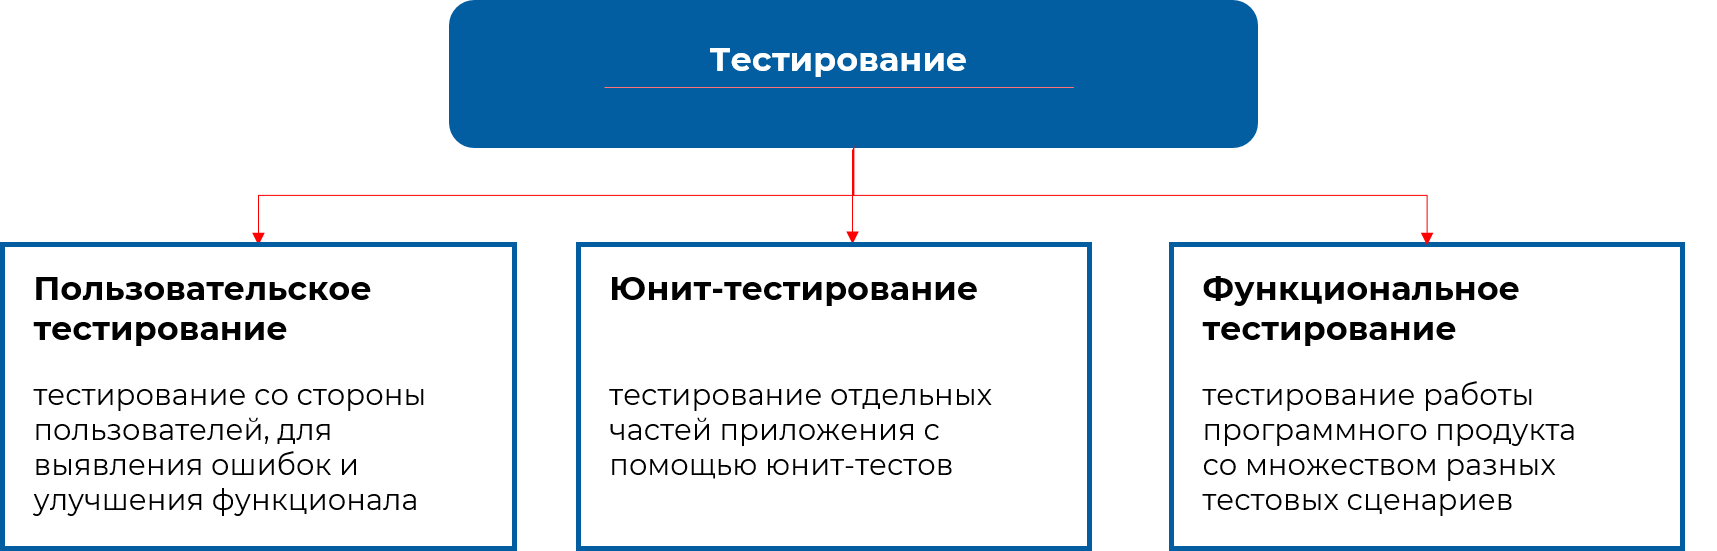 Тестирование
Пользовательское
тестирование
тестирование со стороны
пользователей, для
выявления ошибок и
улучшения функционала
Юнит-тестирование
тестирование отдельных
частей приложения с
помощью юнит-тестов
Функциональное
тестирование
тестирование работы
программного продукта
со множеством разных
тестовых сценариев